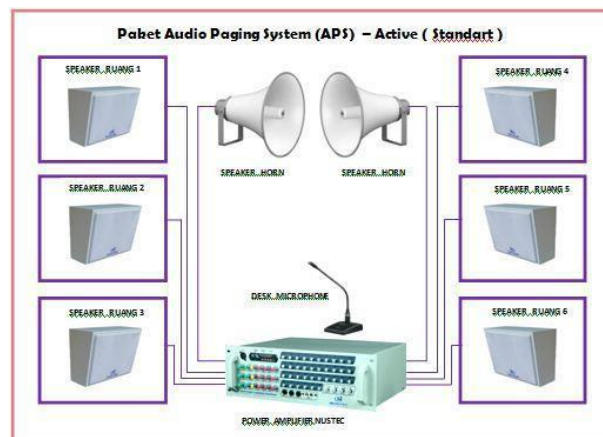 Paket Audio Paging System (APS) – Active ( Standart )
SPEAKER RUANG 1
SPEAKER RUANG 4
SPEAKER HORN
SPEAKER HORN
SPEAKER RUANG 2
SPEAKER RUANG 5
DESK MICROPHONE
SPEAKER RUANG 3
SPEAKER RUANG 6
POWER AMPLIFIER NUSTEC